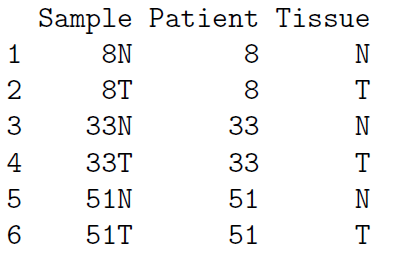 Sample Patient Tissue
1 8N 8 N
2 8T 8 T
3 33N 33 N
4 33T 33 T
5 51N 51 N
6 51T 51 T